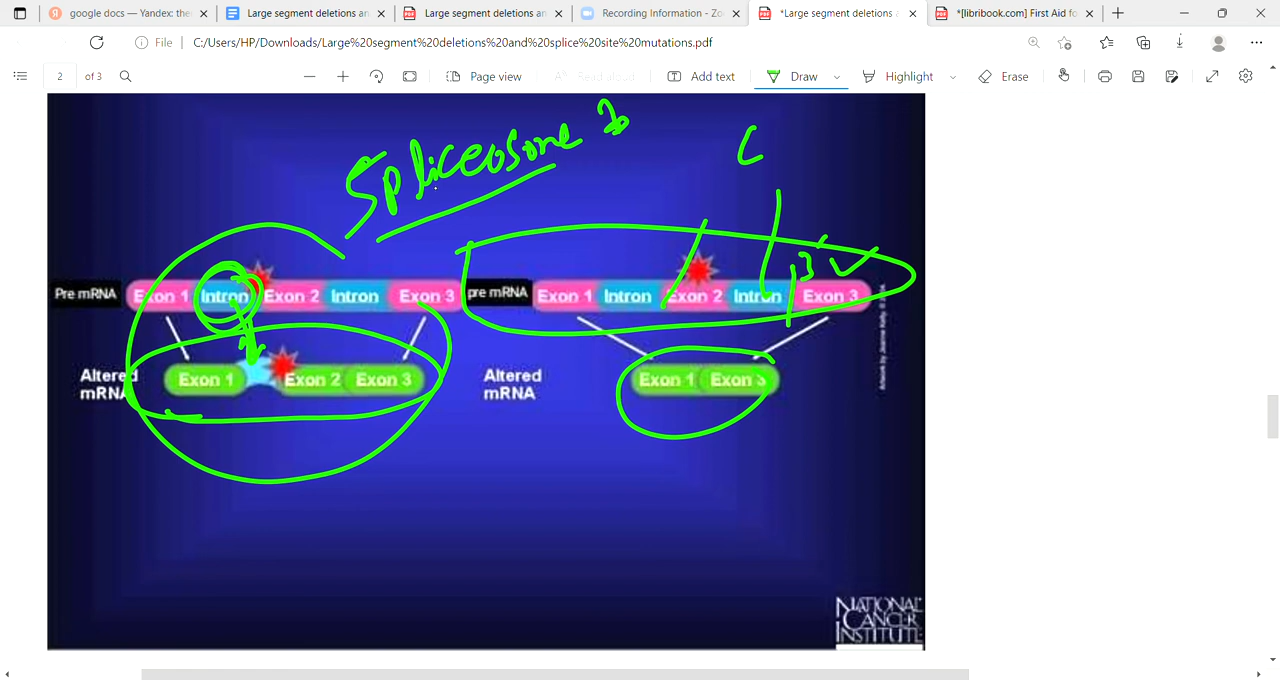 google docs — Yandex: the
Large segment deletions an
Large segment deletions an
Recording Information - Zo
*Large segment deletions a
*[libribook.com] First Aid fo
File
C:/Users/HP/Downloads/Large%20segment%20deletions%20and%20splice%20site%20mutations.pdf
2 of 3
Page view
Read aloud
Add text
Draw
Highlight
Erase
Spliceosome
C
Pre mRNA Exon 1 Intron Exon 2 Intron Exon 3
pre mRNA Exon 1 Intron Exon 2 Intron Exon 3
Altered mRNA
Exon 1 Exon 2 Exon 3
Altered mRNA
Exon 1 Exon 3
NATIONAL
CANCER
INSTITUTE